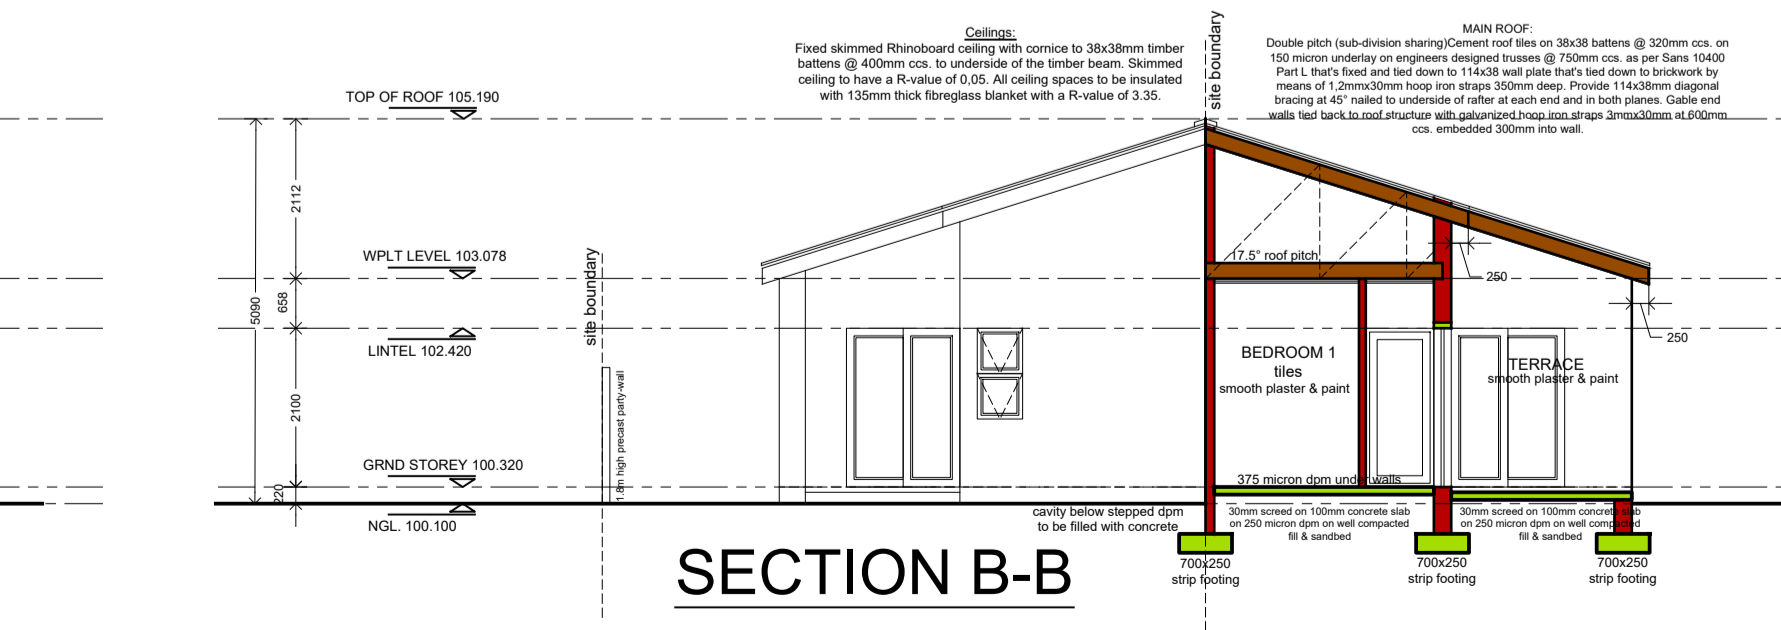 Ceilings:
Fixed skimmed Rhinoboard ceiling with cornice to 38x38mm timber
battens @ 400mm ccs. to underside of the timber beam. Skimmed
ceiling to have a R-value of 0,05. All ceiling spaces to be insulated
with 135mm thick fibreglass blanket with a R-value of 3.35.
site boundary
MAIN ROOF:
Double pitch (sub-division sharing)Cement roof tiles on 38x38 battens @ 320mm ccs. on
150 micron underlay on engineers designed trusses @ 750mm ccs. as per Sans 10400
Part L that's fixed and tied down to 114x38 wall plate that's tied down to brickwork by
means of 1,2mmx30mm hoop iron straps 350mm deep. Provide 114x38mm diagonal
bracing at 45° nailed to underside of rafter at each end and in both planes. Gable end
walls tied back to roof structure with galvanized hoop iron straps 3mmx30mm at 600mm
ccs. embedded 300mm into wall.
TOP OF ROOF 105.190
2112
WPLT LEVEL 103.078
658
5090
LINTEL 102.420
2100
GRND STOREY 100.320
220
NGL. 100.100
site boundary
1.8m high precast party-wall
17.5° roof pitch
250
250
BEDROOM 1
tiles
smooth plaster & paint
TERRACE
smooth plaster & paint
375 micron dpm under walls
cavity below stepped dpm
to be filled with concrete
30mm screed on 100mm concrete slab
on 250 micron dpm on well compacted
fill & sandbed
30mm screed on 100mm concrete slab
on 250 micron dpm on well compacted
fill & sandbed
700x250
strip footing
700x250
strip footing
700x250
strip footing
SECTION B-B